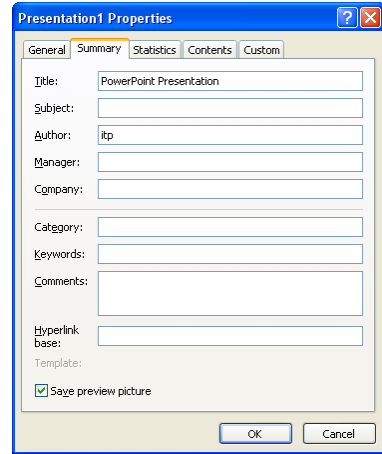 Presentation1 Properties
General Summary Statistics Contents Custom
Title: PowerPoint Presentation
Subject:
Author: itp
Manager:
Company:
Category:
Keywords:
Comments:
Hyperlink
base:
Template:
Save preview picture
OK Cancel